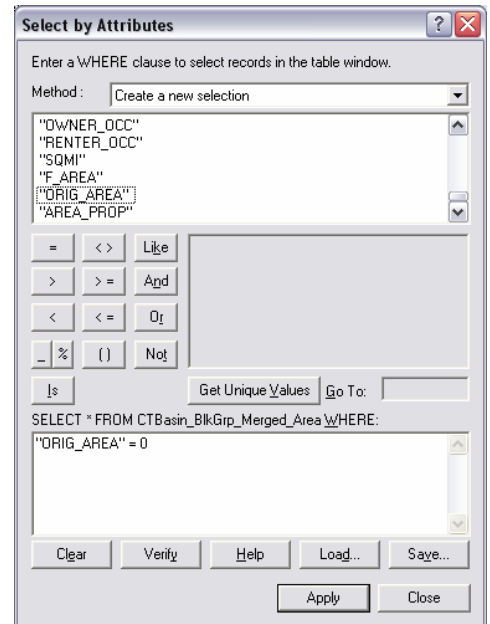 Select by Attributes ?
Enter a WHERE clause to select records in the table window.
Method : Create a new selection
"OWNER_OCC"
"RENTER_OCC"
"SQMI"
"F_AREA"
"ORIG_AREA"
"AREA_PROP"
= < > Like
> > = And
< < = Or
_ % ( ) Not
Is Get Unique Values Go To:
SELECT * FROM CTBasin_BlkGrp_Merged_Area WHERE:
"ORIG_AREA" = 0
Clear Verify Help Load... Save...
Apply Close